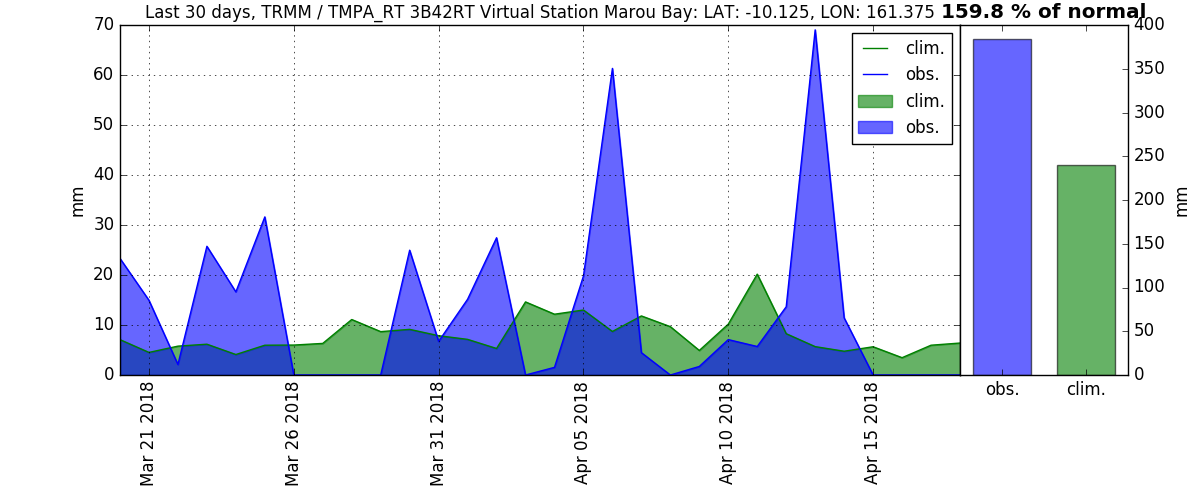 Last 30 days, TRMM / TMPA_RT 3B42RT Virtual Station Marou Bay: LAT: -10.125, LON: 161.375 159.8 % of normal
70
60
50
40
30
20
10
0
mm
clim.
obs.
clim.
obs.
Mar 21 2018
Mar 26 2018
Mar 31 2018
Apr 05 2018
Apr 10 2018
Apr 15 2018
400
350
300
250
200
150
100
50
0
mm
obs.
clim.